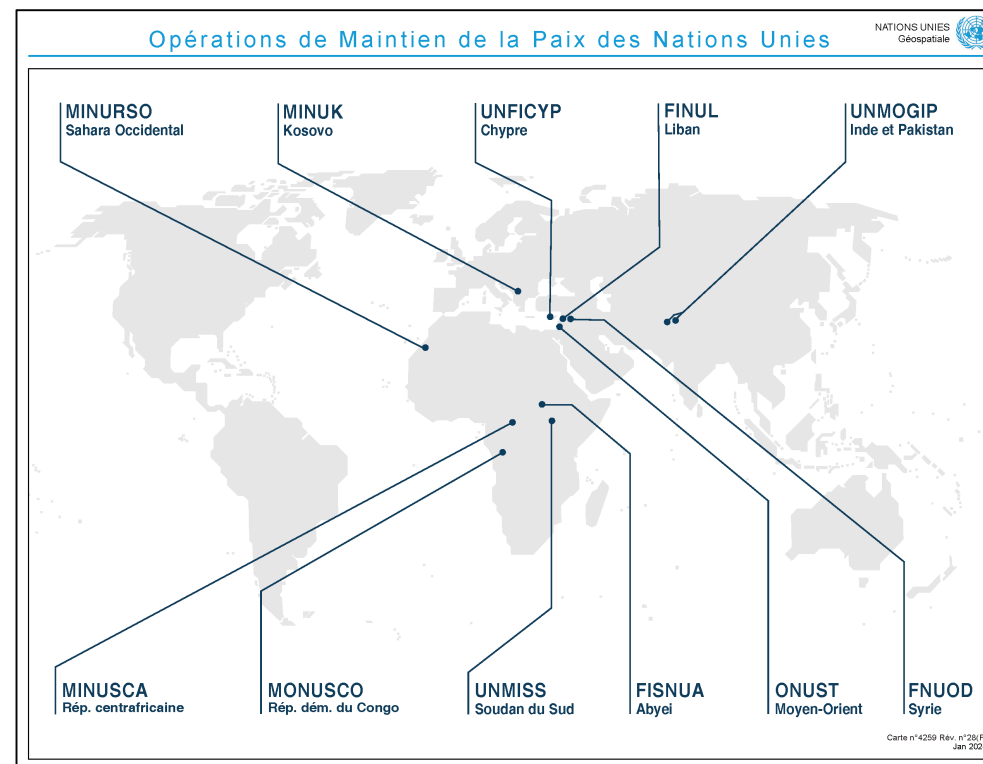 Opérations de Maintien de la Paix des Nations Unies
NATIONS UNIES
Géospatiale
MINURSO
Sahara Occidental
MINUK
Kosovo
UNFICYP
Chypre
FINUL
Liban
UNMOGIP
Inde et Pakistan
MINUSCA
Rép. centrafricaine
MONUSCO
Rép. dém. du Congo
UNMISS
Soudan du Sud
FISNUA
Abyei
ONUST
Moyen-Orient
FNUOD
Syrie
Carte n°4259 Rév. n°28(F
Jan 202